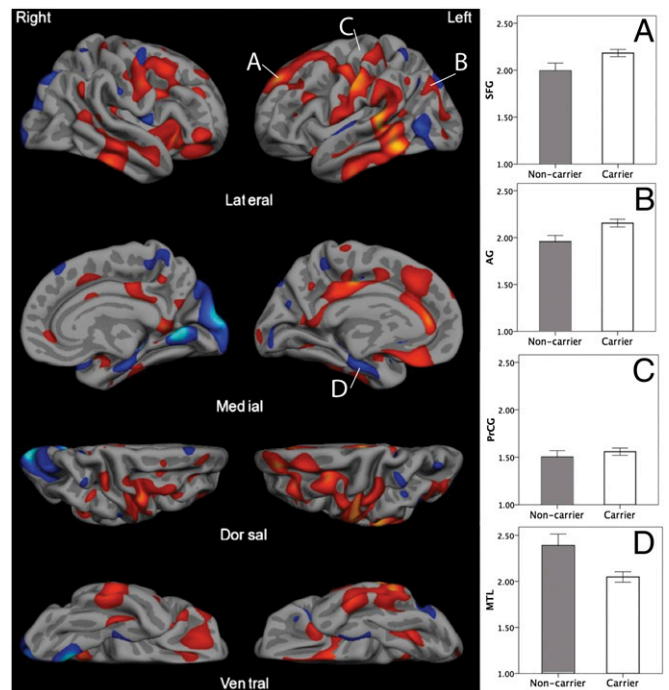 Right
Left
A
C
B
Lateral
D
Medial
Dorsal
Ventral
A
2.50
2.00
1.50
1.00
SFG
Non-carrier
Carrier
B
2.50
2.00
1.50
1.00
AG
Non-carrier
Carrier
C
2.50
2.00
1.50
1.00
PrCG
Non-carrier
Carrier
D
2.50
2.00
1.50
1.00
MTL
Non-carrier
Carrier